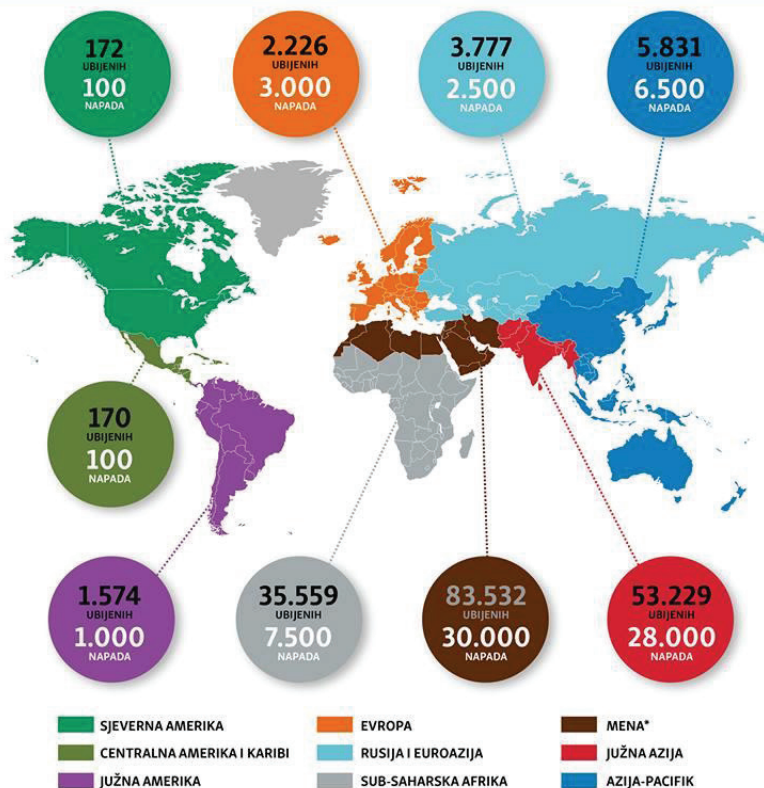 172
UBIJENIH
100
NAPADA
2.226
UBIJENIH
3.000
NAPADA
3.777
UBIJENIH
2.500
NAPADA
5.831
UBIJENIH
6.500
NAPADA
170
UBIJENIH
100
NAPADA
1.574
UBIJENIH
1.000
NAPADA
35.559
UBIJENIH
7.500
NAPADA
83.532
UBIJENIH
30.000
NAPADA
53.229
UBIJENIH
28.000
NAPADA
SJEVERNA AMERIKA
CENTRALNA AMERIKA I KARIBI
JUŽNA AMERIKA
EVROPA
RUSIJA I EUROAZIJA
SUB-SAHARSKA AFRIKA
MENA*
JUŽNA AZIJA
AZIJA-PACIFIK